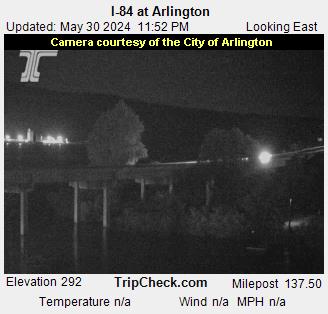 I-84 at Arlington
Updated: May 30 2024 11:52 PM Looking East
Camera courtesy of the City of Arlington
Elevation 292 TripCheck.com Milepost 137.50
Temperature n/a Wind n/a MPH n/a